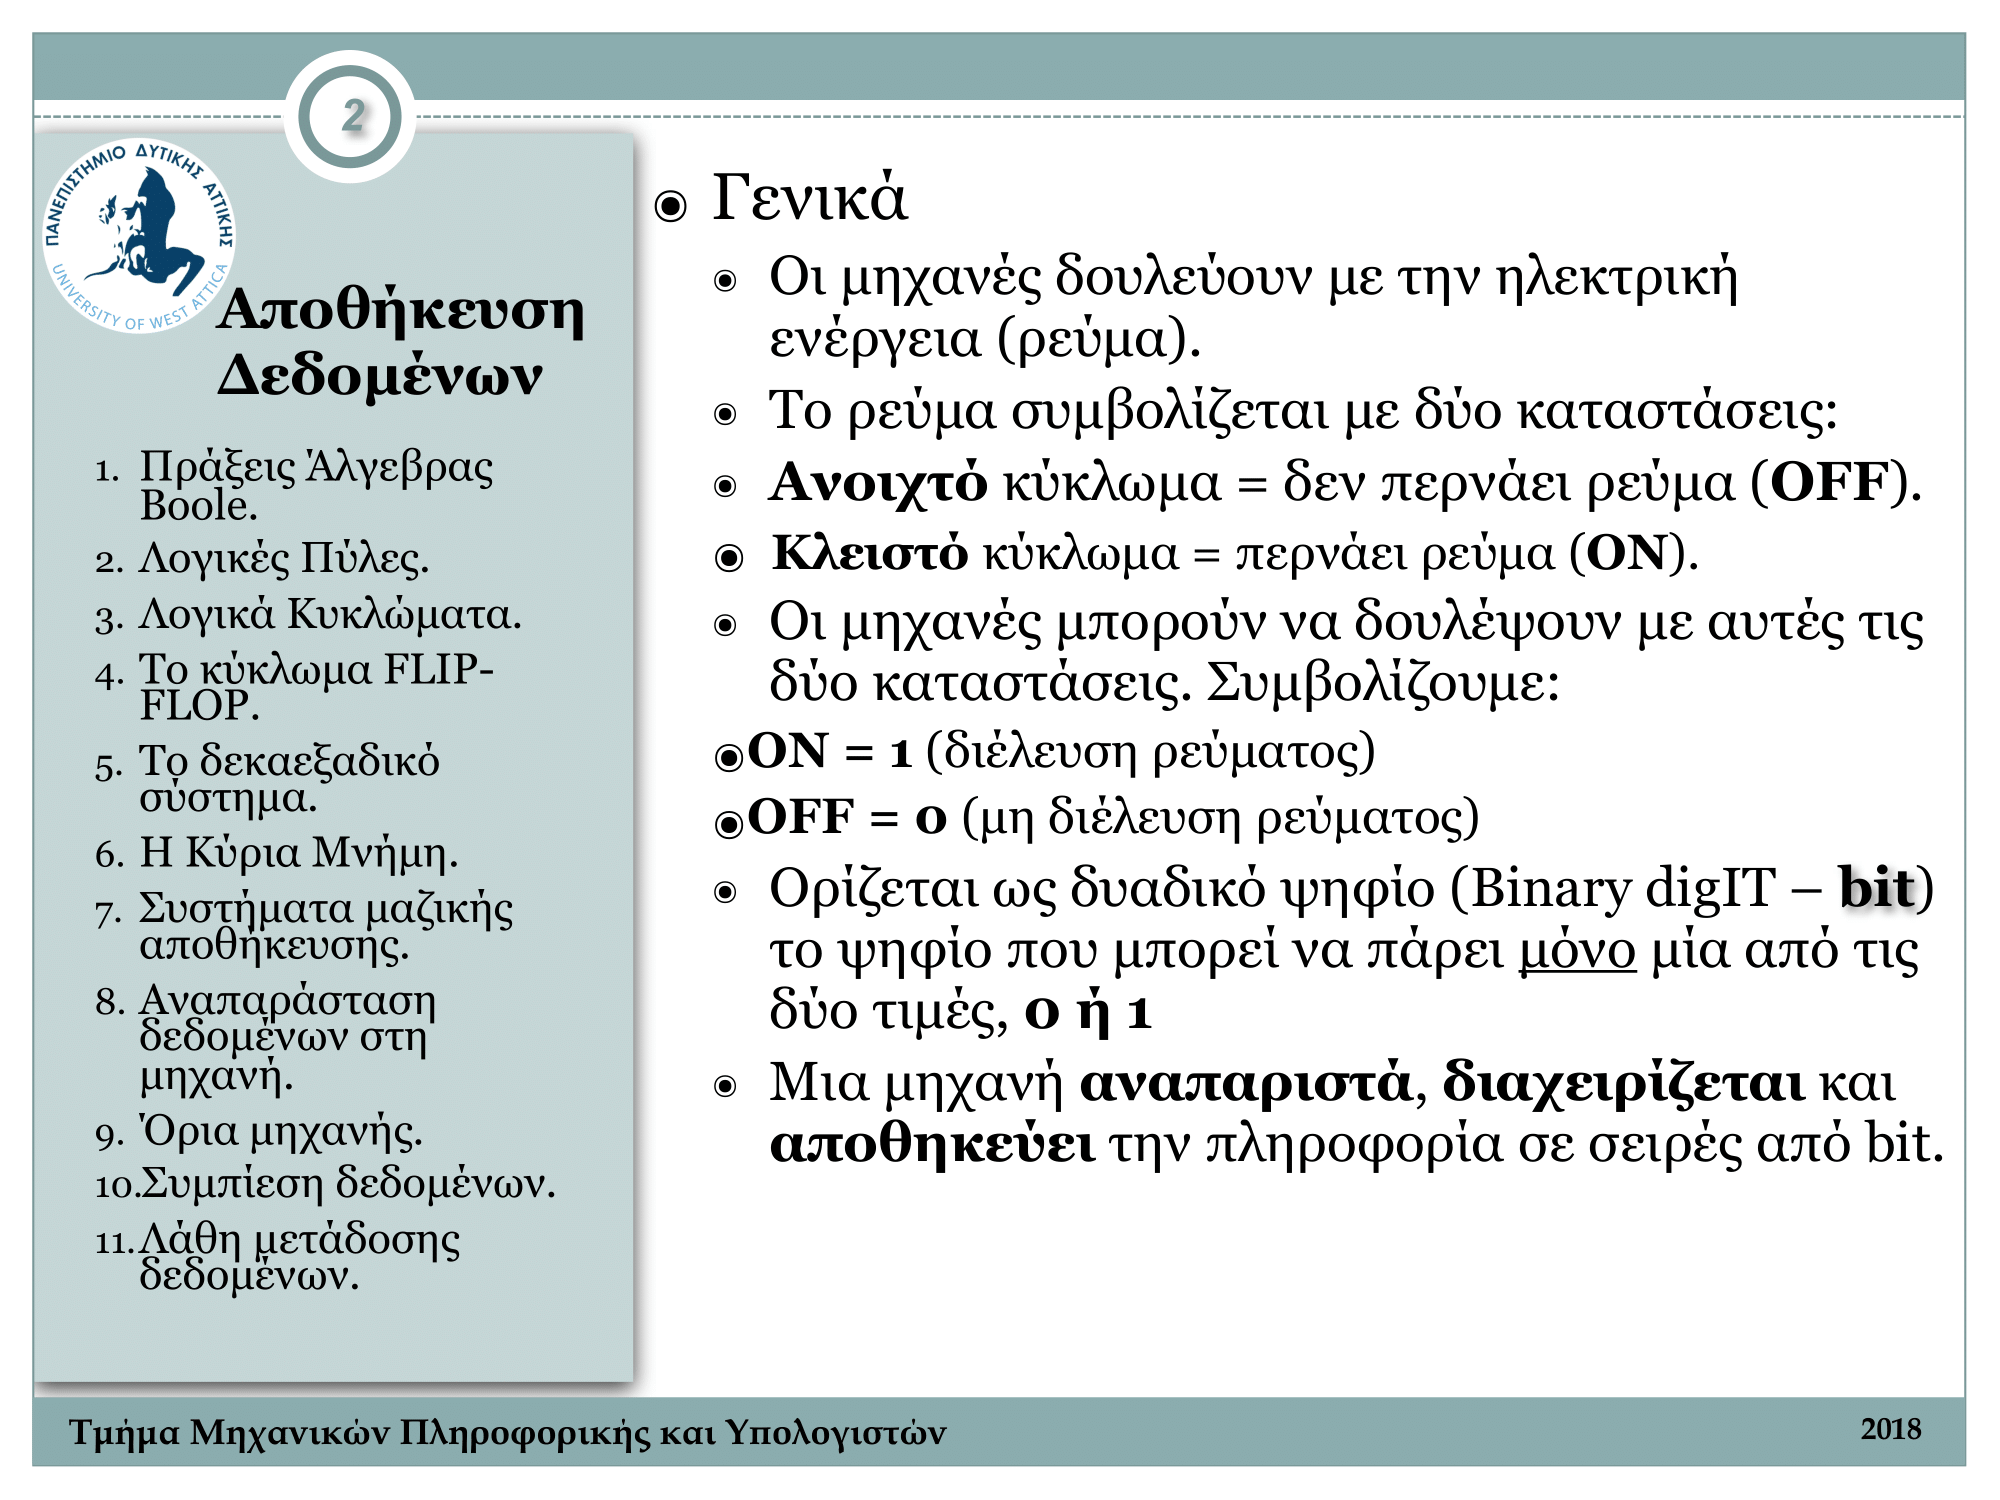 2
ΠΑΝΕΠΙΣΤΗΜΙΟ ΔΥΤΙΚΗΣ ΑΤΤΙΚΗΣ
UNIVERSITY OF WEST ATTICA
Αποθήκευση
Δεδομένων
1. Πράξεις Άλγεβρας
Boole.
2. Λογικές Πύλες.
3. Λογικά Κυκλώματα.
4. Το κύκλωμα FLIP-
FLOP.
5. Το δεκαεξαδικό
σύστημα.
6. Η Κύρια Μνήμη.
7. Συστήματα μαζικής
αποθήκευσης.
8. Αναπαράσταση
δεδομένων στη
μηχανή.
9. Όρια μηχανής.
10.Συμπίεση δεδομένων.
11.Λάθη μετάδοσης
δεδομένων.
Γενικά
Οι μηχανές δουλεύουν με την ηλεκτρική
ενέργεια (ρεύμα).
Το ρεύμα συμβολίζεται με δύο καταστάσεις:
Ανοιχτό κύκλωμα = δεν περνάει ρεύμα (OFF).
Κλειστό κύκλωμα = περνάει ρεύμα (ON).
Οι μηχανές μπορούν να δουλέψουν με αυτές τις
δύο καταστάσεις. Συμβολίζουμε:
ON = 1 (διέλευση ρεύματος)
OFF = 0 (μη διέλευση ρεύματος)
Ορίζεται ως δυαδικό ψηφίο (Binary digIT – bit)
το ψηφίο που μπορεί να πάρει μόνο μία από τις
δύο τιμές, 0 ή 1
Μια μηχανή αναπαριστά, διαχειρίζεται και
αποθηκεύει την πληροφορία σε σειρές από bit.
Τμήμα Μηχανικών Πληροφορικής και Υπολογιστών
2018